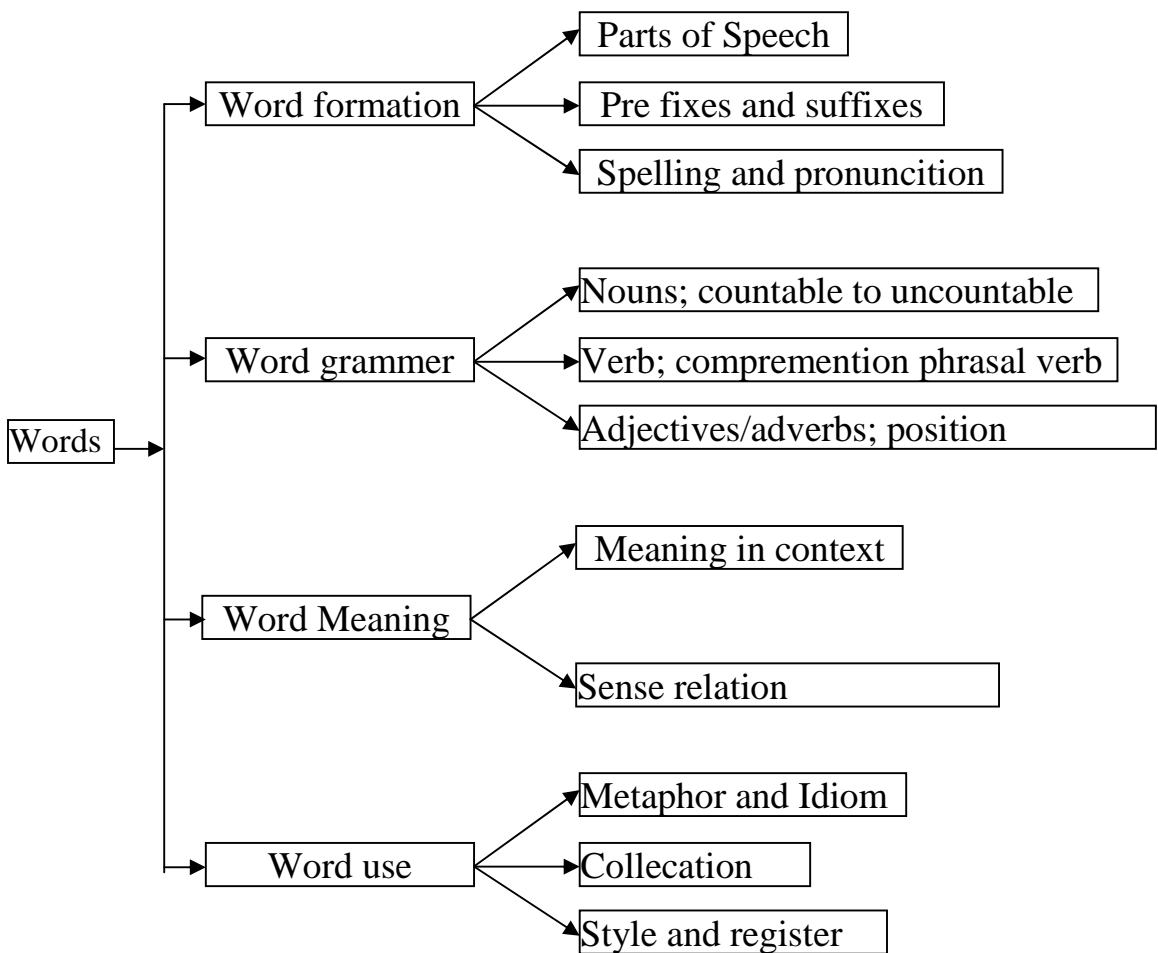 Parts of Speech
Word formation
Pre fixes and suffixes
Spelling and pronuncition
Nouns; countable to uncountable
Word grammer
Verb; compremention phrasal verb
Adjectives/adverbs; position
Words
Meaning in context
Word Meaning
Sense relation
Metaphor and Idiom
Word use
Collecation
Style and register